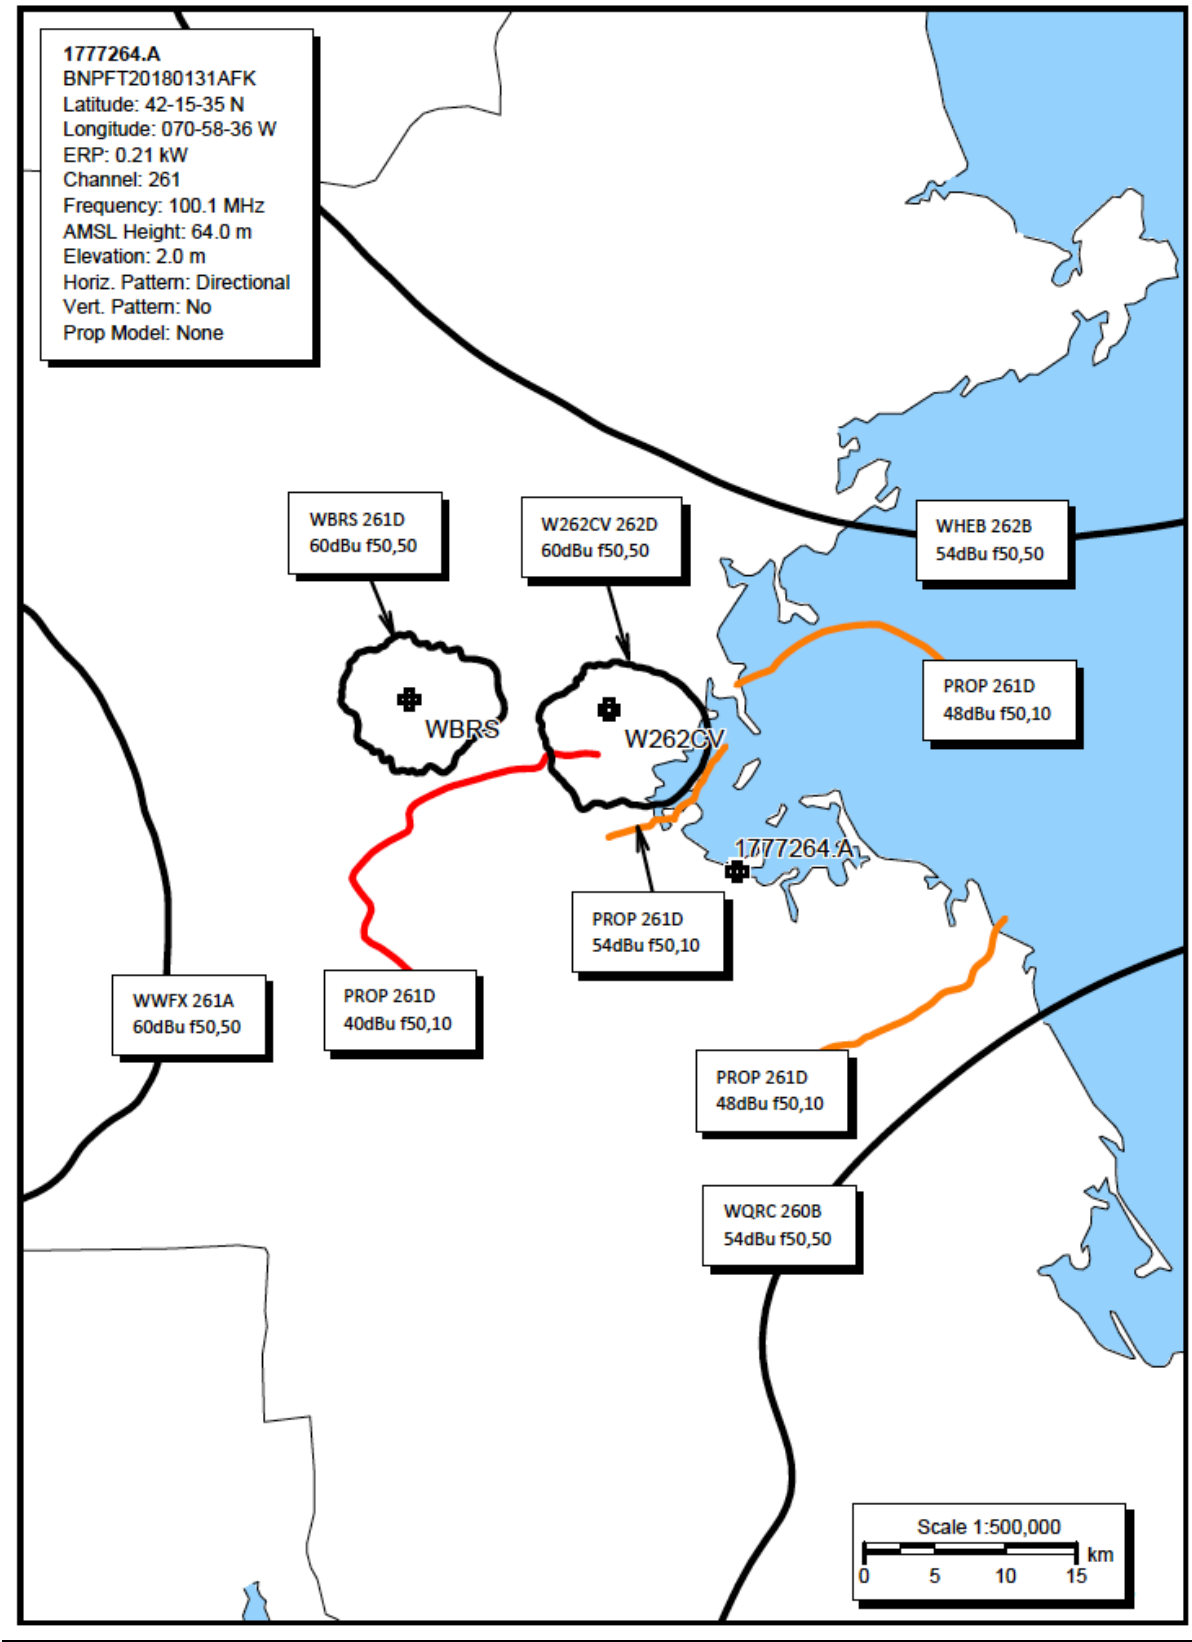 1777264.A
BNPFT20180131AFK
Latitude: 42-15-35 N
Longitude: 070-58-36 W
ERP: 0.21 kW
Channel: 261
Frequency: 100.1 MHz
AMSL Height: 64.0 m
Elevation: 2.0 m
Horiz. Pattern: Directional
Vert. Pattern: No
Prop Model: None
WBRS 261D
60dBu f50,50
W262CV 262D
60dBu f50,50
WHEB 262B
54dBu f50,50
PROP 261D
48dBu f50,10
WBRS
W262CV
1777264.A
PROP 261D
54dBu f50,10
WWFX 261A
60dBu f50,50
PROP 261D
40dBu f50,10
PROP 261D
48dBu f50,10
WQRC 260B
54dBu f50,50
Scale 1:500,000
km
0 5 10 15